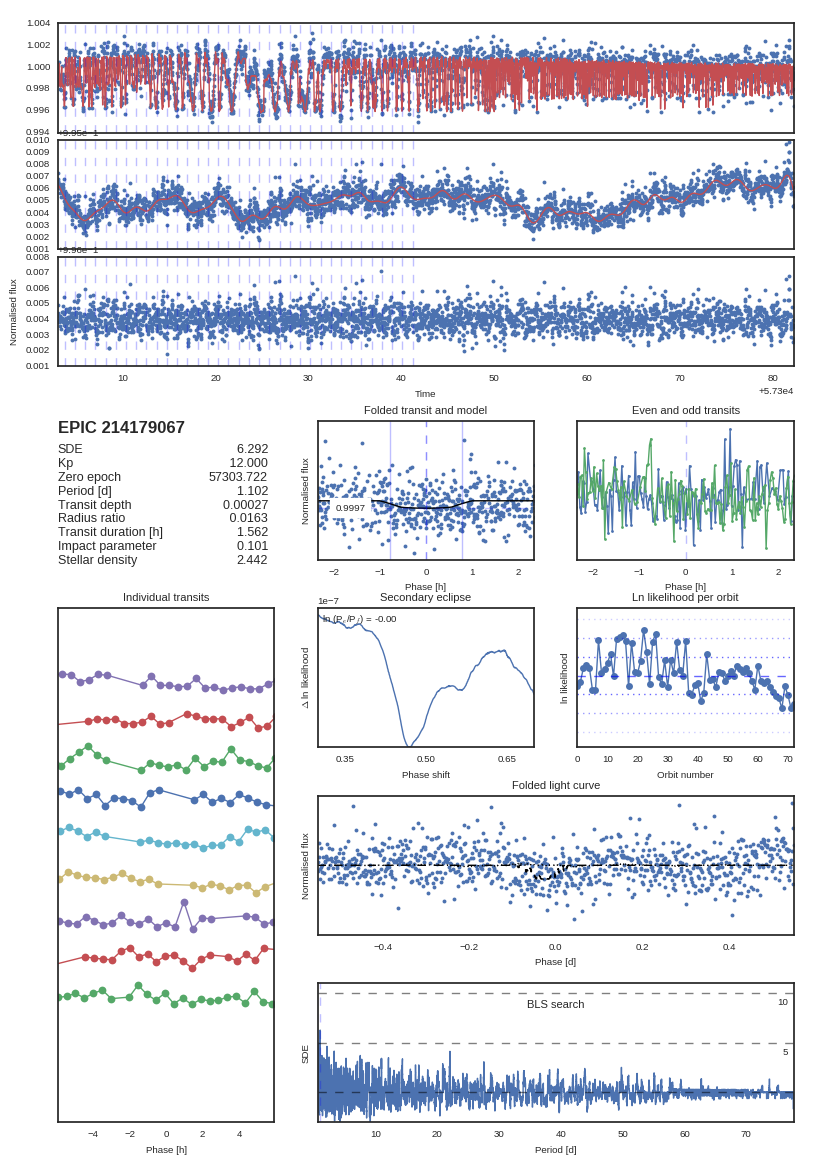 1.004
1.002
1.000
0.998
0.996
0.994
+9.95e−1
0.010
0.009
0.008
0.007
0.006
0.005
0.004
0.003
0.002
0.001
+9.96e−1
0.008
0.007
0.006
0.005
0.004
0.003
0.002
0.001
Normalised flux
10 20 30 40 50 60 70 80
Time
+5.73e4
EPIC 214179067
SDE 6.292
Kp 12.000
Zero epoch 57303.722
Period [d] 1.102
Transit depth 0.00027
Radius ratio 0.0163
Transit duration [h] 1.562
Impact parameter 0.101
Stellar density 2.442
Folded transit and model
Normalised flux
0.9997
−2 −1 0 1 2
Phase [h]
Even and odd transits
−2 −1 0 1 2
Phase [h]
Individual transits
−4 −2 0 2 4
Phase [h]
Secondary eclipse
1e−7
Δ ln likelihood
0.35 0.50 0.65
Phase shift
Ln likelihood per orbit
ln likelihood
0 10 20 30 40 50 60 70
Orbit number
Folded light curve
Normalised flux
−0.4 −0.2 0.0 0.2 0.4
Phase [d]
BLS search
10
5
SDE
10 20 30 40 50 60 70
Period [d]